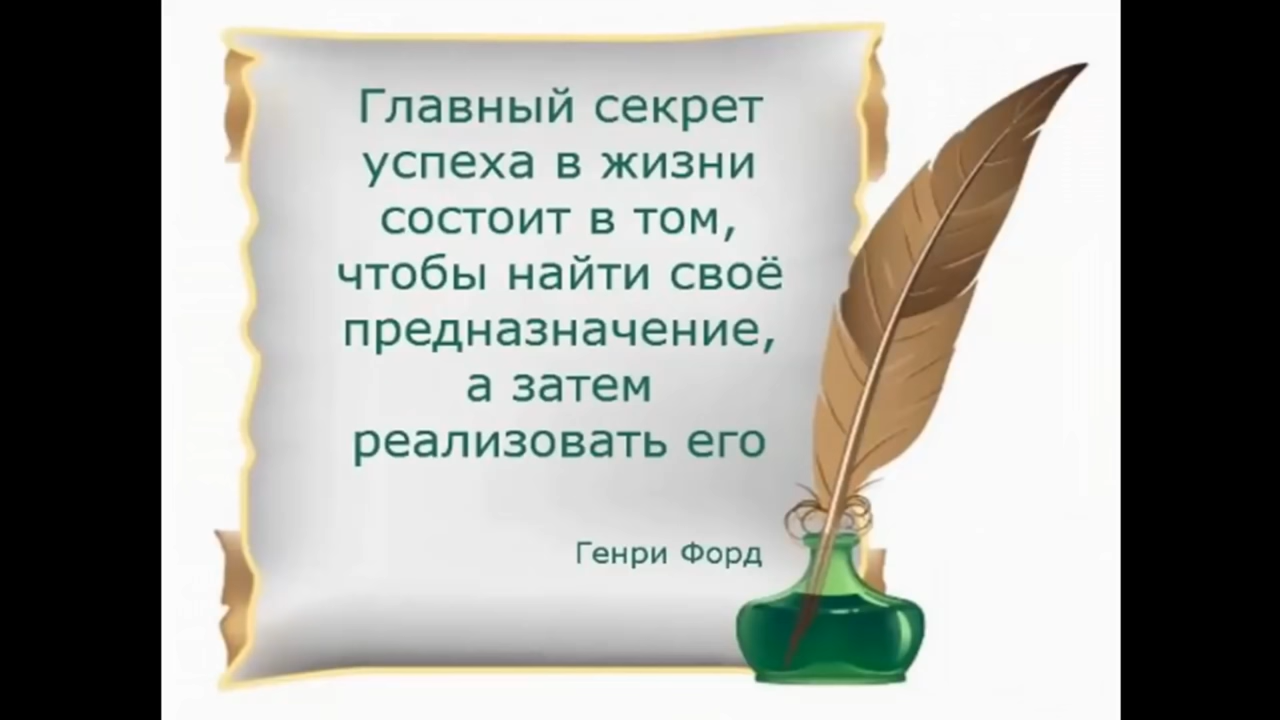 Главный секрет
успеха в жизни
состоит в том,
чтобы найти своё
предназначение,
а затем
реализовать его
Генри Форд